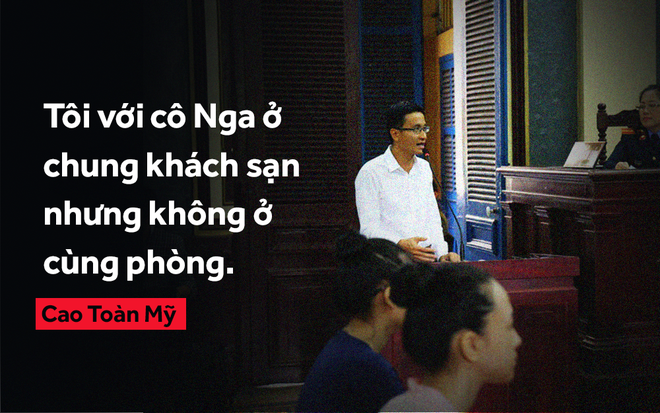 Tôi với cô Nga ở
chung khách sạn
nhưng không ở
cùng phòng.
Cao Toàn Mỹ